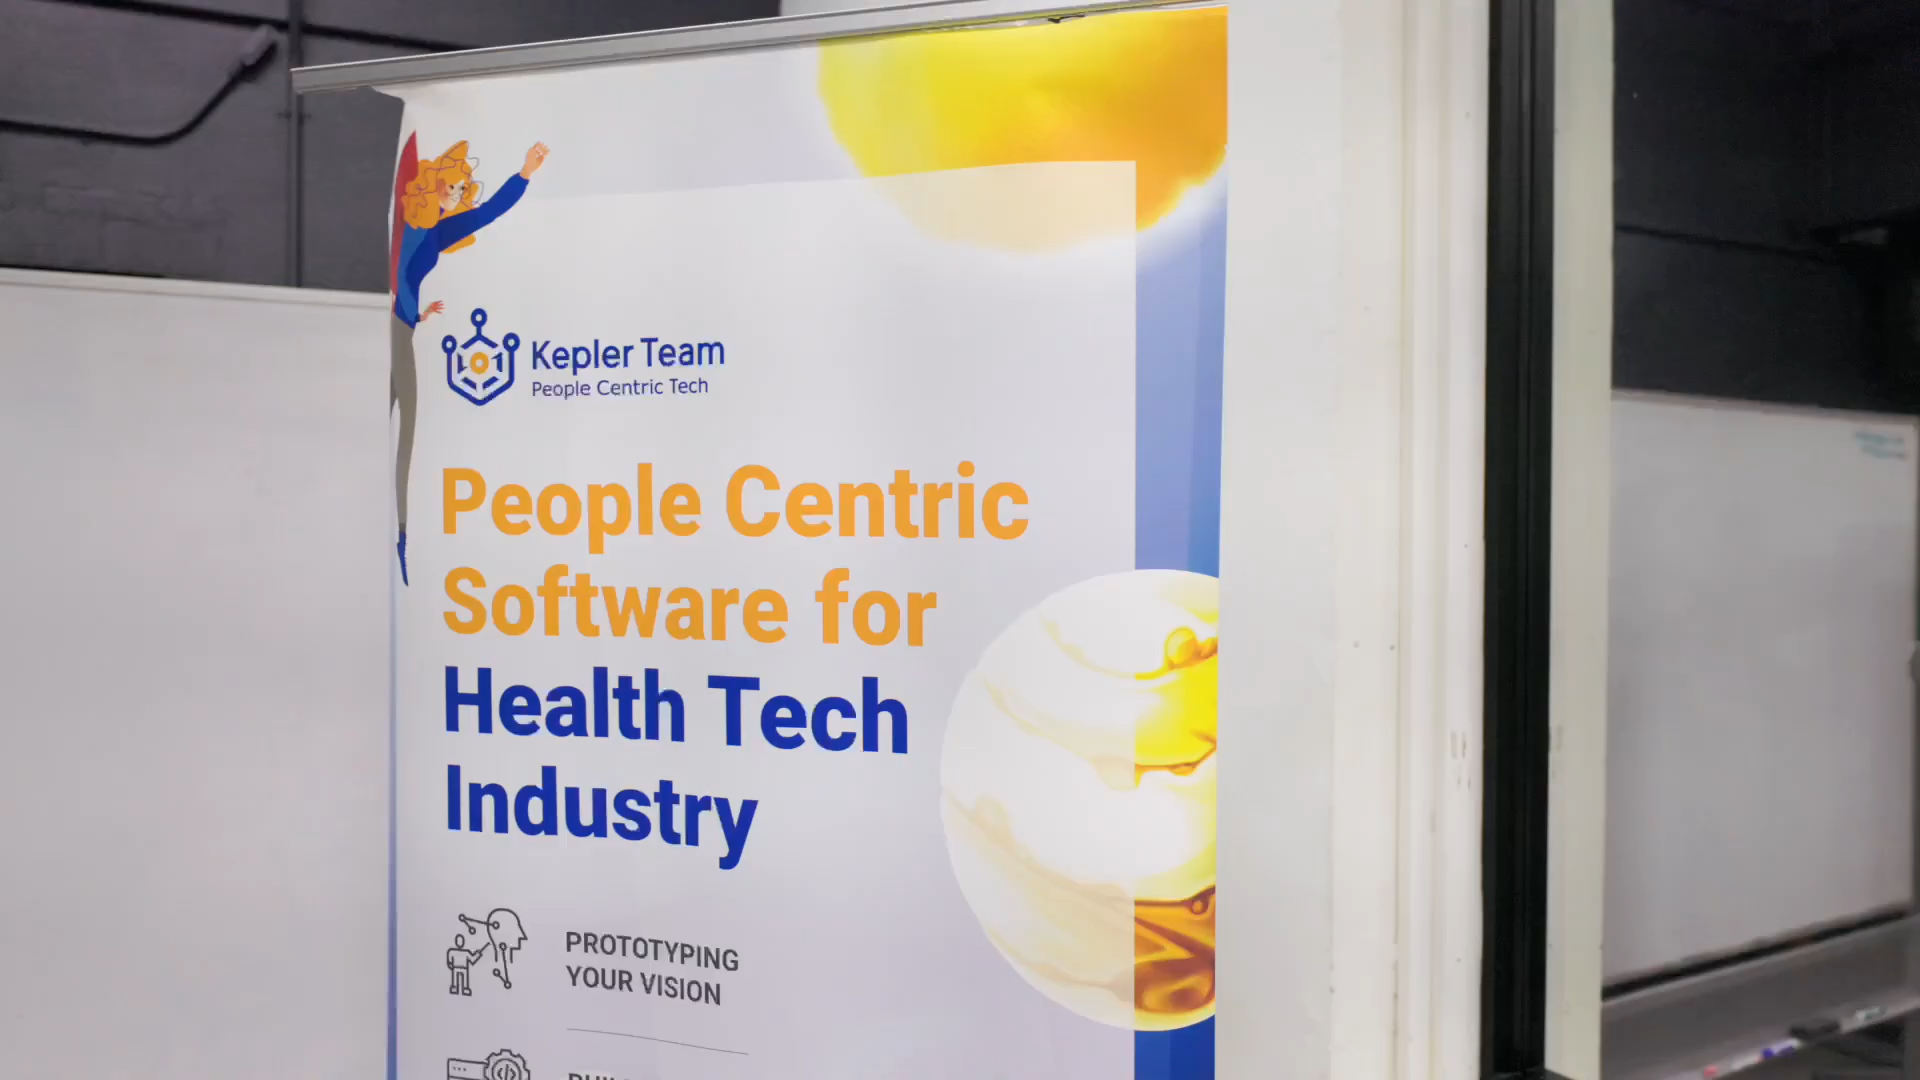 Kepler Team
People Centric Tech
People Centric
Software for
Health Tech
Industry
PROTOTYPING
YOUR VISION